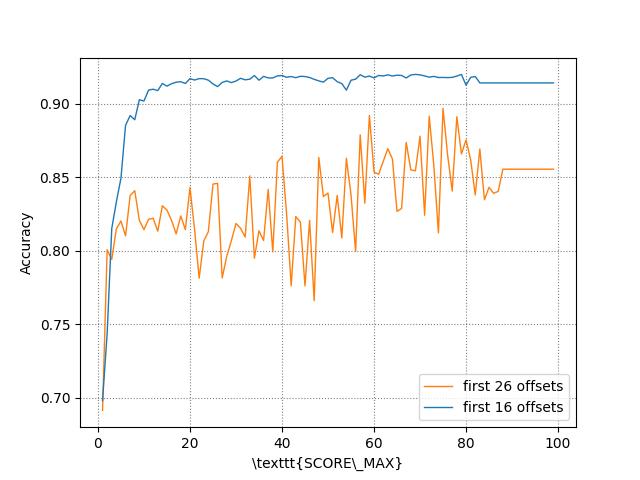 0.90
0.85
0.80
0.75
0.70
Accuracy
0 20 40 60 80 100
\texttt{SCORE\_MAX}
first 26 offsets
first 16 offsets